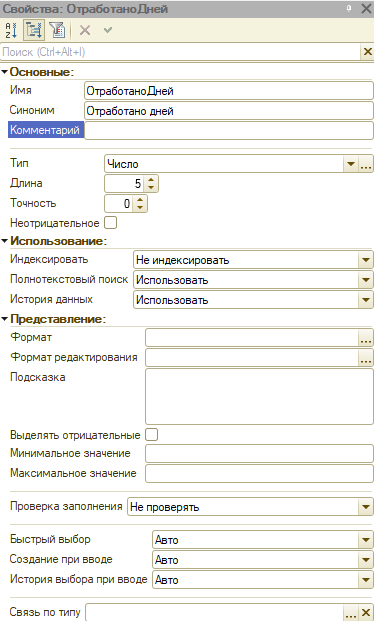 Свойства: ОтработаноДней
Поиск (Ctrl+Alt+I)
Основные:
Имя ОтработаноДней
Синоним Отработано дней
Комментарий
Тип Число
Длина 5
Точность 0
Неотрицательное
Использование:
Индексировать Не индексировать
Полнотекстовый поиск Использовать
История данных Использовать
Представление:
Формат
Формат редактирования
Подсказка
Выделять отрицательные
Минимальное значение
Максимальное значение
Проверка заполнения Не проверять
Быстрый выбор Авто
Создание при вводе Авто
История выбора при вводе Авто
Связь по типу